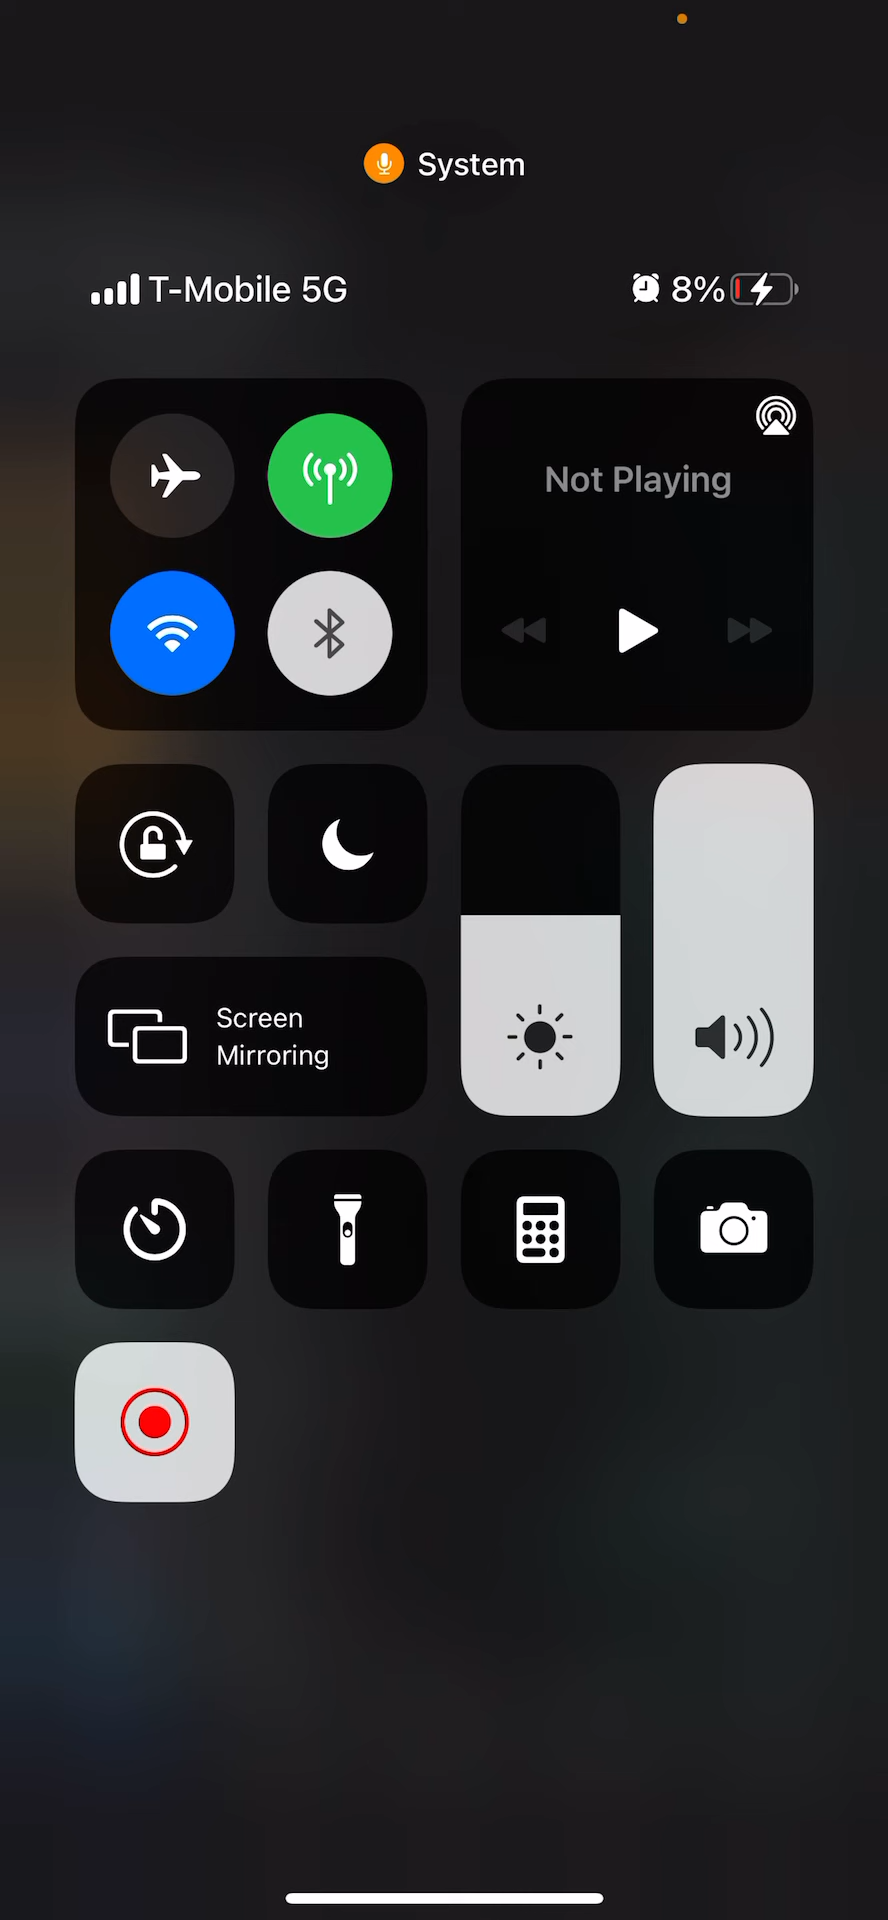 System
T-Mobile 5G
8%
Not Playing
Screen
Mirroring